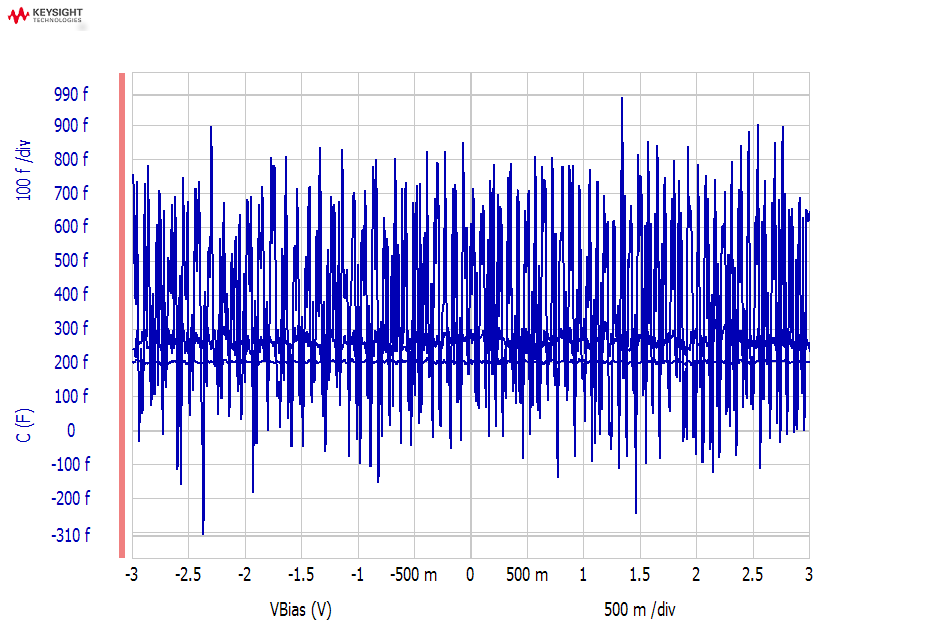 KEYSIGHT
TECHNOLOGIES
990 f
900 f
800 f
700 f
600 f
500 f
400 f
300 f
200 f
100 f
0
-100 f
-200 f
-310 f
100 f /div
C (F)
-3 -2.5 -2 -1.5 -1 -500 m 0 500 m 1 1.5 2 2.5 3
VBias (V) 500 m /div